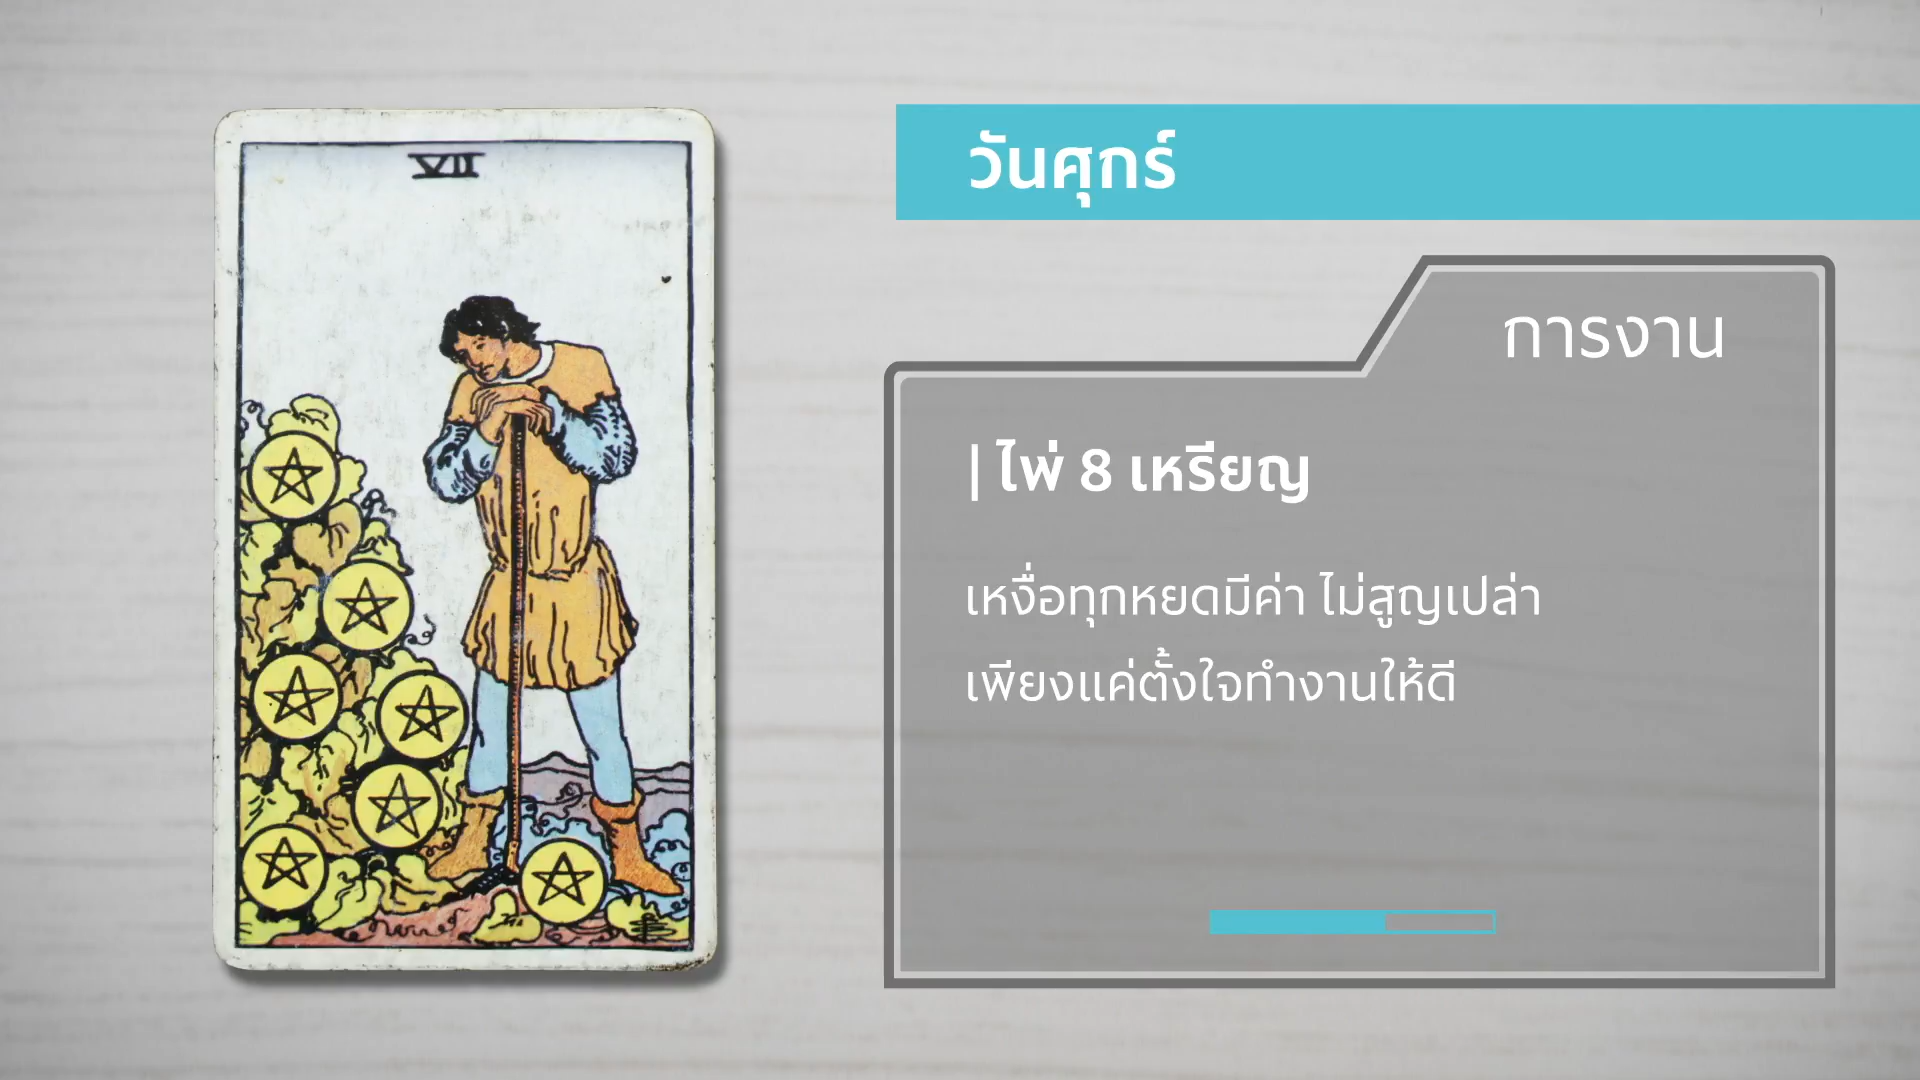 VII
วันศุกร์
การงาน
| ไพ่ 8 เหรียญ
เหงื่อทุกหยดมีค่า ไม่สูญเปล่า
เพียงแค่ตั้งใจทำงานให้ดี